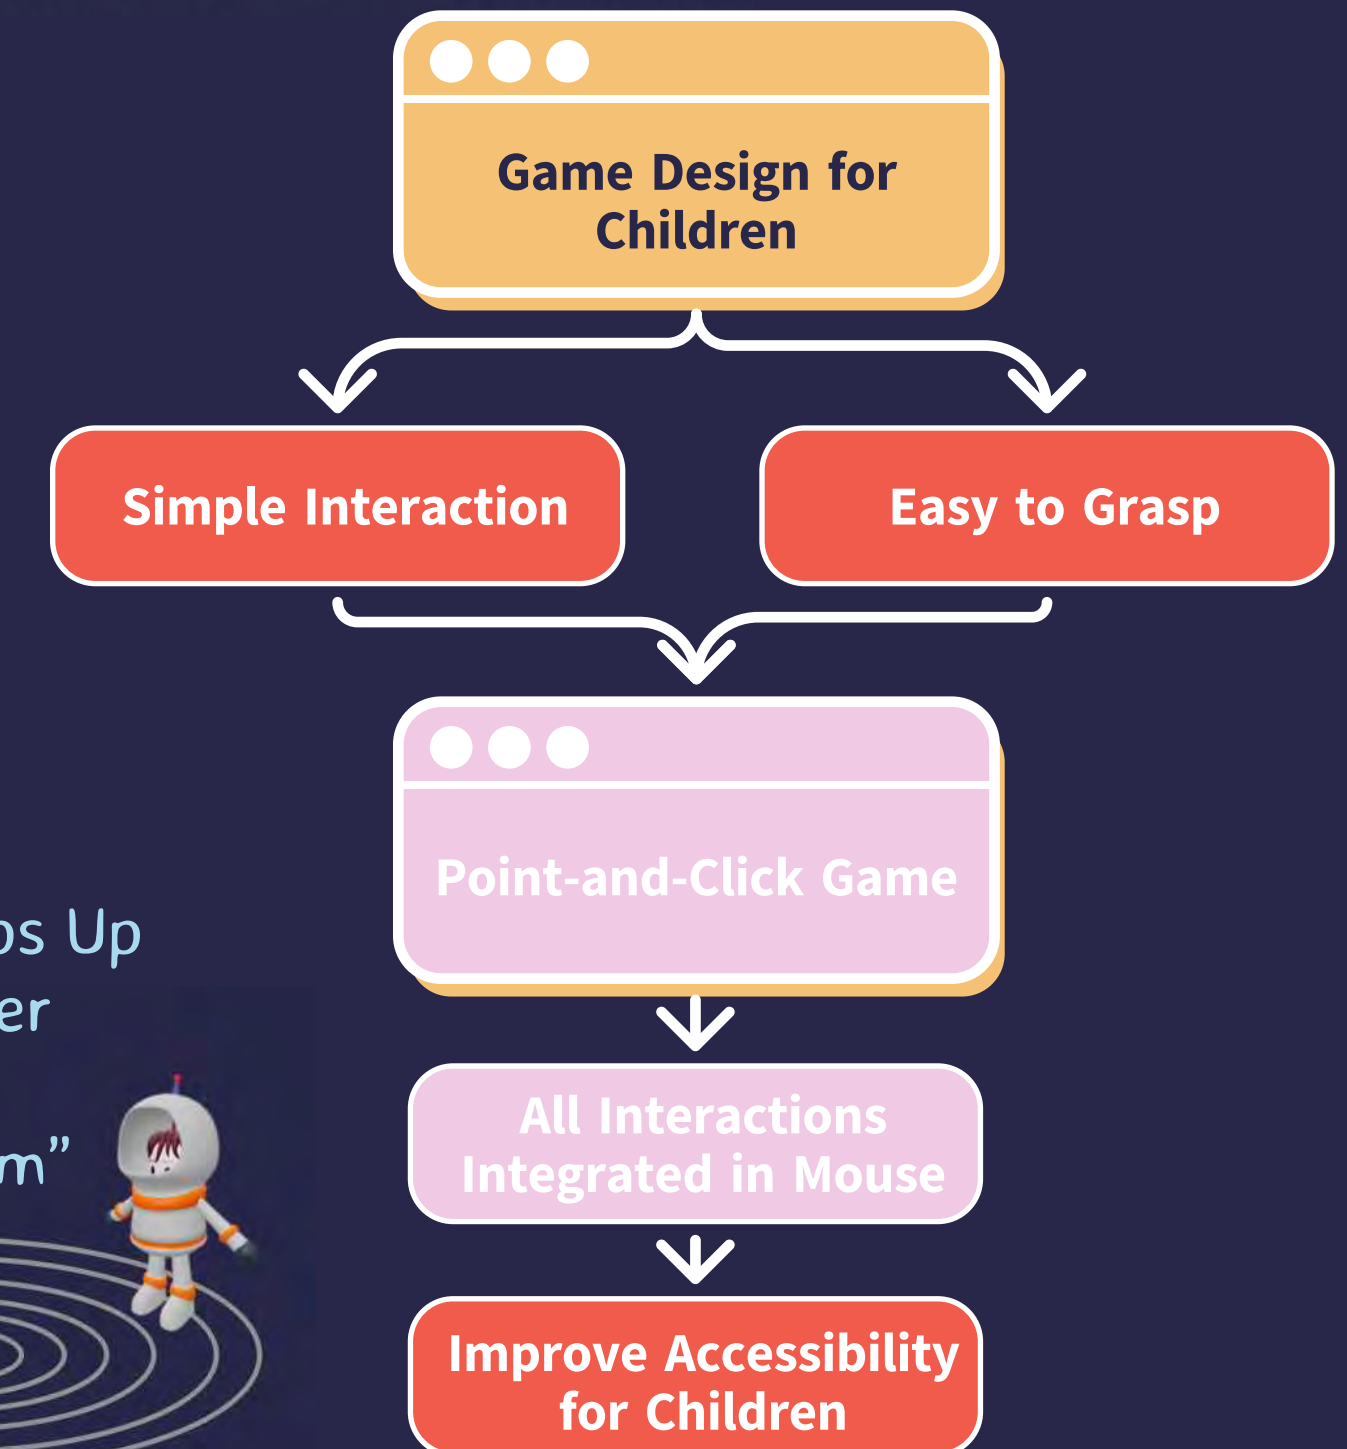 Game Design for
Children
Simple Interaction
Easy to Grasp
Point-and-Click Game
Up
All Interactions
Integrated in Mouse
Improve Accessibility
for Children